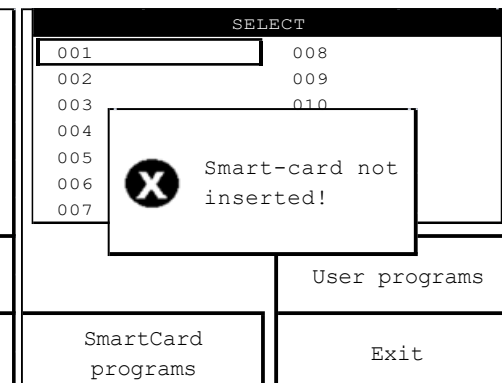 SELECT
001
002
003
004
005
006
007
008
009
010
Smart-card not
inserted!
User programs
SmartCard
programs
Exit